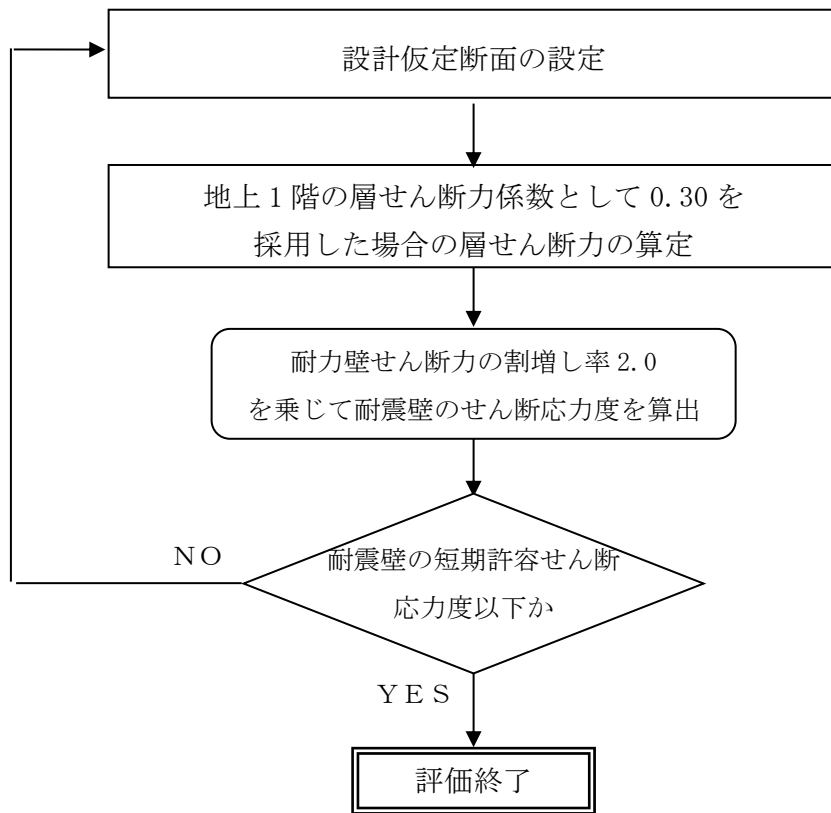 設計仮定断面の設定
地上1階の層せん断力係数として0.30を
採用した場合の層せん断力の算定
耐力壁せん断力の割増し率2.0
を乗じて耐震壁のせん断応力度を算出
NO
耐震壁の短期許容せん断
応力度以下か
YES
評価終了